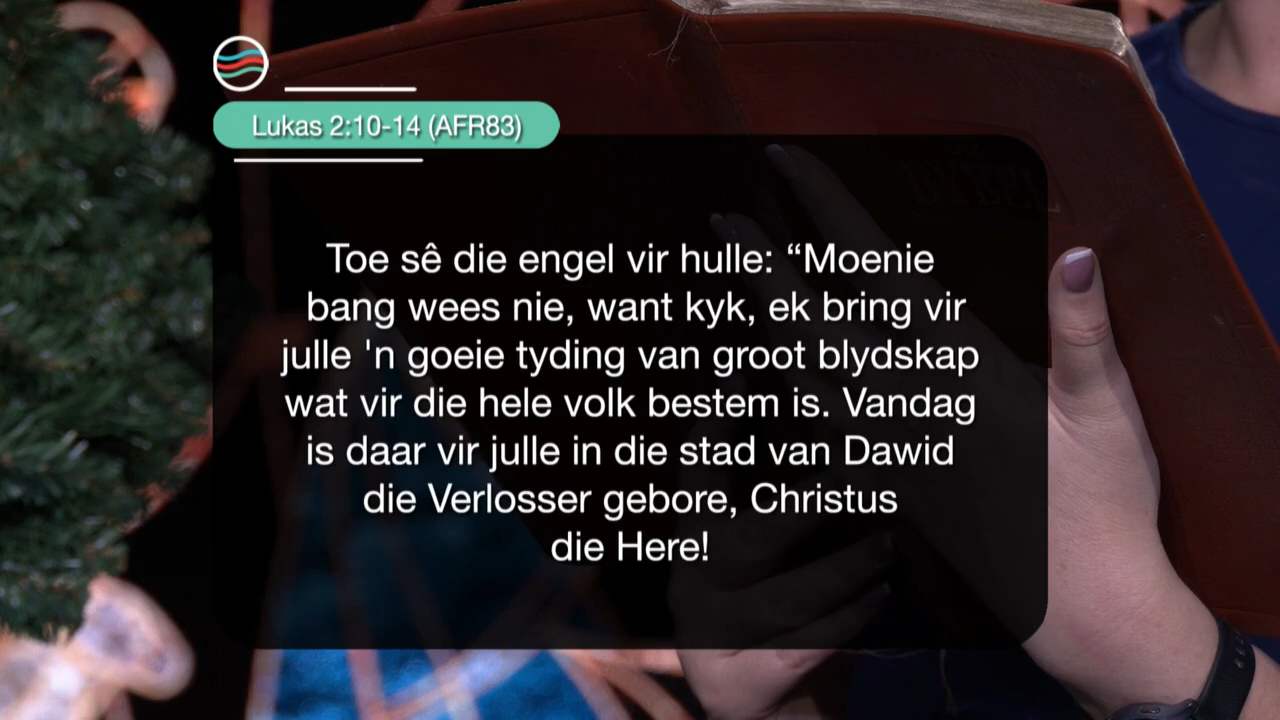 Lukas 2:10-14 (AFR83)
BYBEL
Toe sê die engel vir hulle: “Moenie
bang wees nie, want kyk, ek bring vir
julle 'n goeie tyding van groot blydskap
wat vir die hele volk bestem is. Vandag
is daar vir julle in die stad van Dawid
die Verlosser gebore, Christus
die Here!